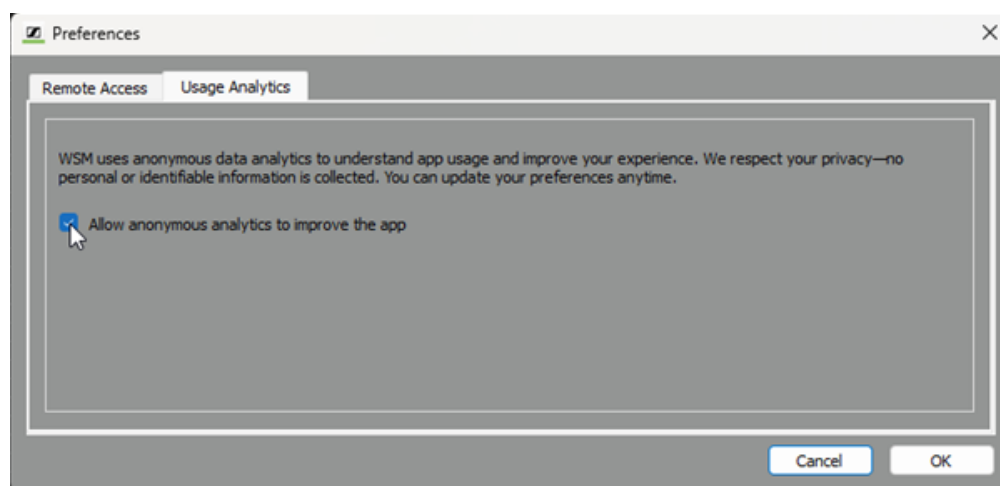 Preferences
Remote Access
Usage Analytics
WSM uses anonymous data analytics to understand app usage and improve your experience. We respect your privacy—no
personal or identifiable information is collected. You can update your preferences anytime.
Allow anonymous analytics to improve the app
Cancel
OK